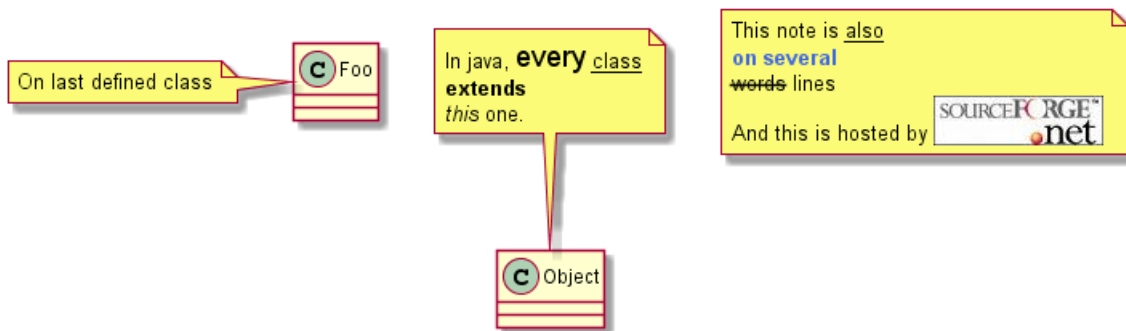 On last defined class
C Foo
In java, every class
extends
this one.
C Object
This note is also
on several
words lines
And this is hosted by SOURCEFORGE™
.net